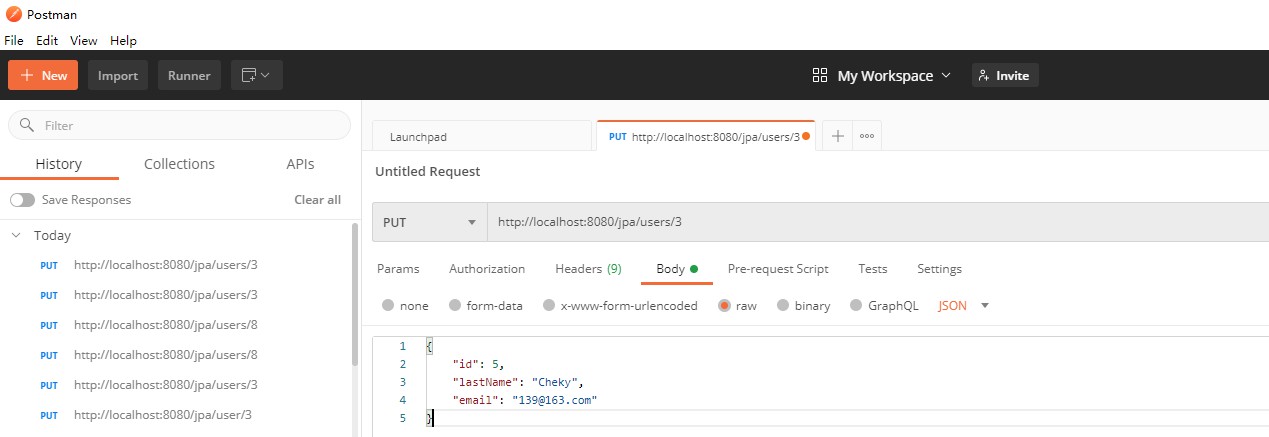 Postman
File Edit View Help
New Import Runner My Workspace Invite
Filter
History Collections APIs
Save Responses Clear all
Today
PUT http://localhost:8080/jpa/users/3
PUT http://localhost:8080/jpa/users/3
PUT http://localhost:8080/jpa/users/8
PUT http://localhost:8080/jpa/users/8
PUT http://localhost:8080/jpa/users/3
PUT http://localhost:8080/jpa/user/3
Launchpad PUT http://localhost:8080/jpa/users/3
Untitled Request
PUT http://localhost:8080/jpa/users/3
Params Authorization Headers (9) Body Pre-request Script Tests Settings
none form-data x-www-form-urlencoded raw binary GraphQL JSON
1 {
2 "id": 5,
3 "lastName": "Cheky",
4 "email": "139@163.com"
5 }